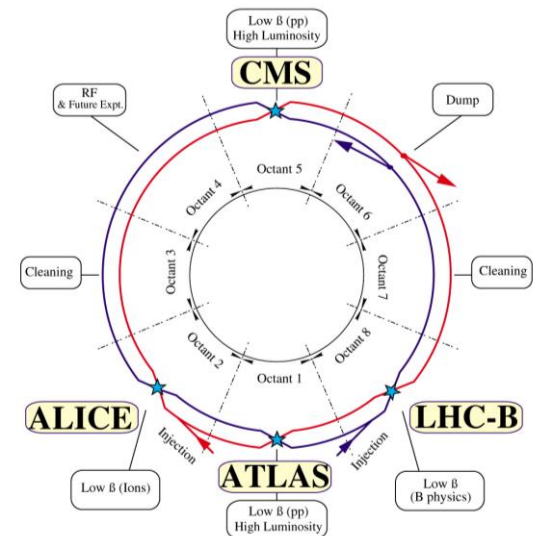 Low ß (pp)
High Luminosity
CMS
RF
& Future Expt.
Dump
Octant 5
Octant 4
Octant 6
Octant 3
Octant 7
Cleaning
Cleaning
Octant 2
Octant 8
Octant 1
ALICE
LHC-B
Injection
Injection
ATLAS
Low ß (Ions)
Low ß
(B physics)
Low ß (pp)
High Luminosity